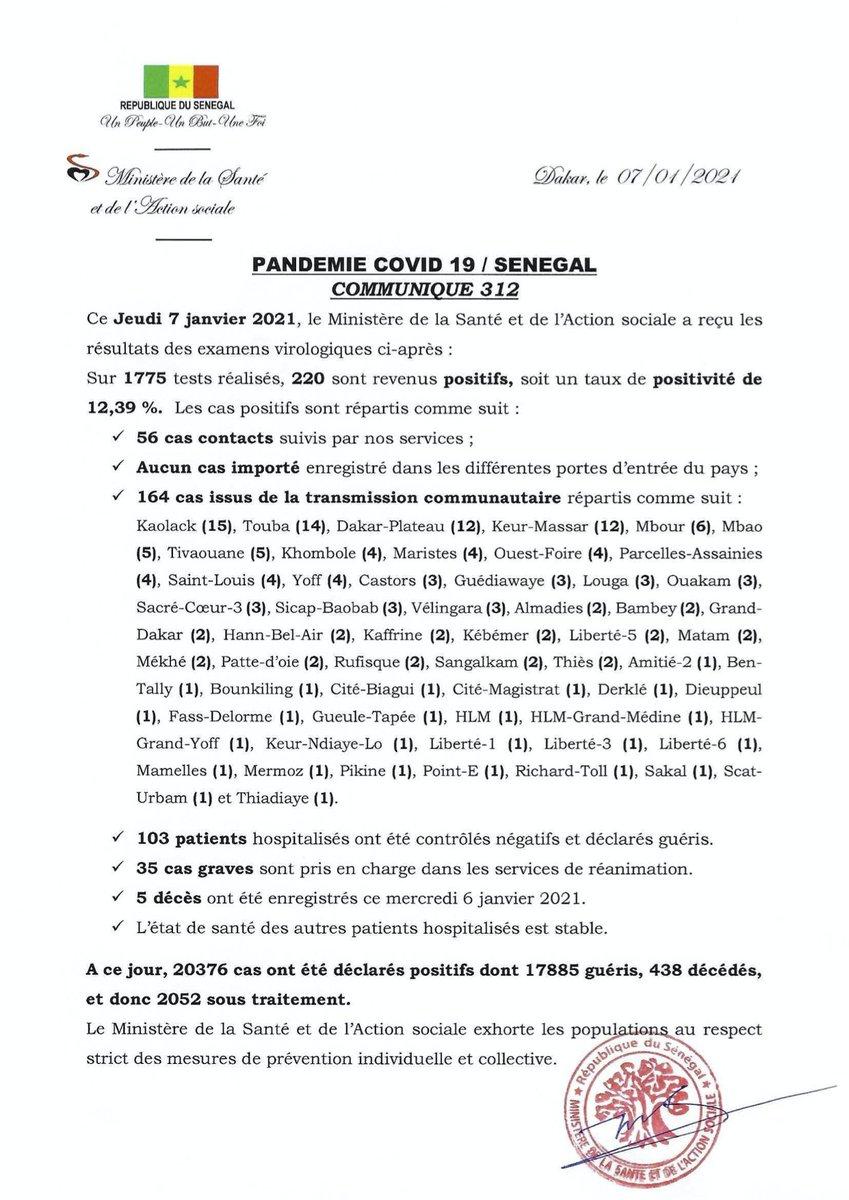 REPUBLIQUE DU SENEGAL
Un Peuple-Un But-Une Foi
Ministère de la Santé
et de l'Action sociale
Dakar, le 07/01/2021
PANDEMIE COVID 19 / SENEGAL
COMMUNIQUE 312
Ce Jeudi 7 janvier 2021, le Ministère de la Santé et de l'Action sociale a reçu les
résultats des examens virologiques ci-après :
Sur 1775 tests réalisés, 220 sont revenus positifs, soit un taux de positivité de
12,39 %. Les cas positifs sont répartis comme suit :
✓ 56 cas contacts suivis par nos services ;
✓ Aucun cas importé enregistré dans les différentes portes d'entrée du pays ;
✓ 164 cas issus de la transmission communautaire répartis comme suit :
Kaolack (15), Touba (14), Dakar-Plateau (12), Keur-Massar (12), Mbour (6), Mbao
(5), Tivaouane (5), Khombole (4), Maristes (4), Ouest-Foire (4), Parcelles-Assainies
(4), Saint-Louis (4), Yoff (4), Castors (3), Guédiawaye (3), Louga (3), Ouakam (3),
Sacré-Cœur-3 (3), Sicap-Baobab (3), Vélingara (3), Almadies (2), Bambey (2), Grand-
Dakar (2), Hann-Bel-Air (2), Kaffrine (2), Kébémer (2), Liberté-5 (2), Matam (2),
Mékhé (2), Patte-d'oie (2), Rufisque (2), Sangalkam (2), Thiès (2), Amitié-2 (1), Ben-
Tally (1), Bounkiling (1), Cité-Biagui (1), Cité-Magistrat (1), Derklé (1), Dieuppeul
(1), Fass-Delorme (1), Gueule-Tapée (1), HLM (1), HLM-Grand-Médine (1), HLM-
Grand-Yoff (1), Keur-Ndiaye-Lo (1), Liberté-1 (1), Liberté-3 (1), Liberté-6 (1),
Mamelles (1), Mermoz (1), Pikine (1), Point-E (1), Richard-Toll (1), Sakal (1), Scat-
Urbam (1) et Thiadiaye (1).
✓ 103 patients hospitalisés ont été contrôlés négatifs et déclarés guéris.
✓ 35 cas graves sont pris en charge dans les services de réanimation.
✓ 5 décès ont été enregistrés ce mercredi 6 janvier 2021.
✓ L'état de santé des autres patients hospitalisés est stable.
A ce jour, 20376 cas ont été déclarés positifs dont 17885 guéris, 438 décédés,
et donc 2052 sous traitement.
Le Ministère de la Santé et de l'Action sociale exhorte les populations au respect
strict des mesures de prévention individuelle et collective.
★ République du Sénégal ★
MINISTÈRE DE LA SANTE ET DE L'ACTION SOCIALE